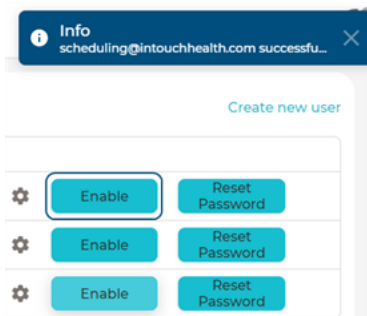 Info
scheduling@intouchhealth.com successfu...
Create new user
Enable
Reset
Password
Enable
Reset
Password
Enable
Reset
Password